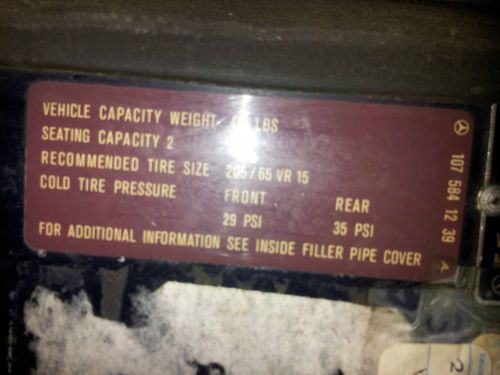 VEHICLE CAPACITY WEIGHT- LBS
SEATING CAPACITY 2
RECOMMENDED TIRE SIZE 205/65 VR 15
COLD TIRE PRESSURE FRONT REAR
29 PSI 35 PSI
FOR ADDITIONAL INFORMATION SEE INSIDE FILLER PIPE COVER
107 584 12 39 A
2